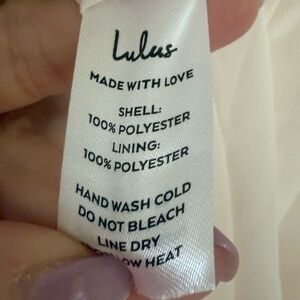 Lulus
MADE WITH LOVE
SHELL:
100% POLYESTER
LINING:
100% POLYESTER
HAND WASH COLD
DO NOT BLEACH
LINE DRY
HEAT